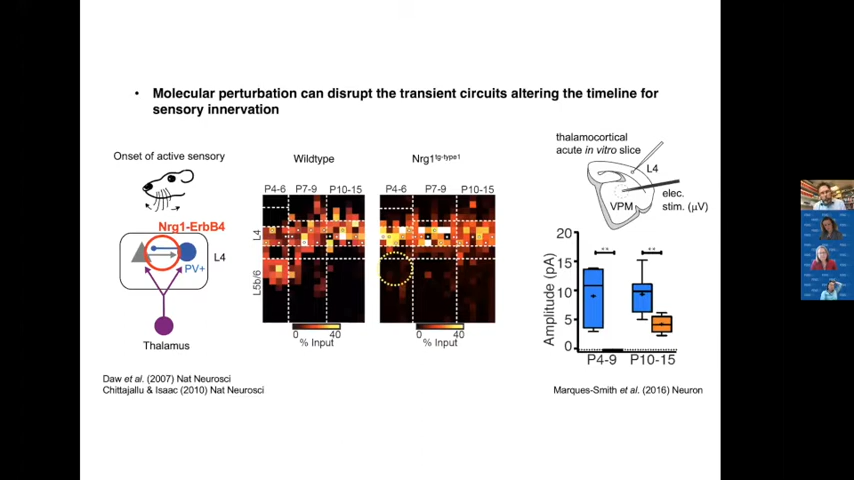 • Molecular perturbation can disrupt the transient circuits altering the timeline for
sensory innervation
Onset of active sensory
Nrg1-ErbB4
L4
PV+
Thalamus
Daw et al. (2007) Nat Neurosci
Chittajallu & Isaac (2010) Nat Neurosci
Wildtype
Nrg1tg-type1
P4-6 P7-9 P10-15
P4-6 P7-9 P10-15
L4
L5b/6
0 40
% Input
0 40
% Input
thalamocortical
acute in vitro slice
L4
VPM
elec.
stim. (μV)
Amplitude (pA)
20
15
10
5
0
**
**
P4-9 P10-15
Marques-Smith et al. (2016) Neuron